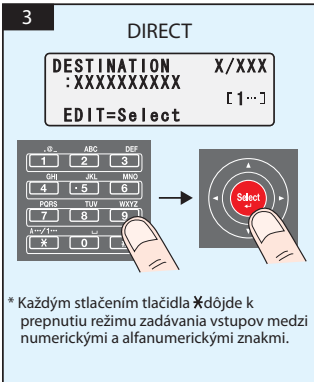 3
DIRECT
DESTINATION X/XXX
:XXXXXXXXXX
[1···]
EDIT=Select
.@_ ABC DEF
1 2 3
GHI JKL MNO
4 ·5 6
PQRS TUV WXYZ
7 8 9
A···/1··· ␣
* 0
Select
* Každým stlačením tlačidla *dôjde k
prepnutiu režimu zadávania vstupov medzi
numerickými a alfanumerickými znakmi.